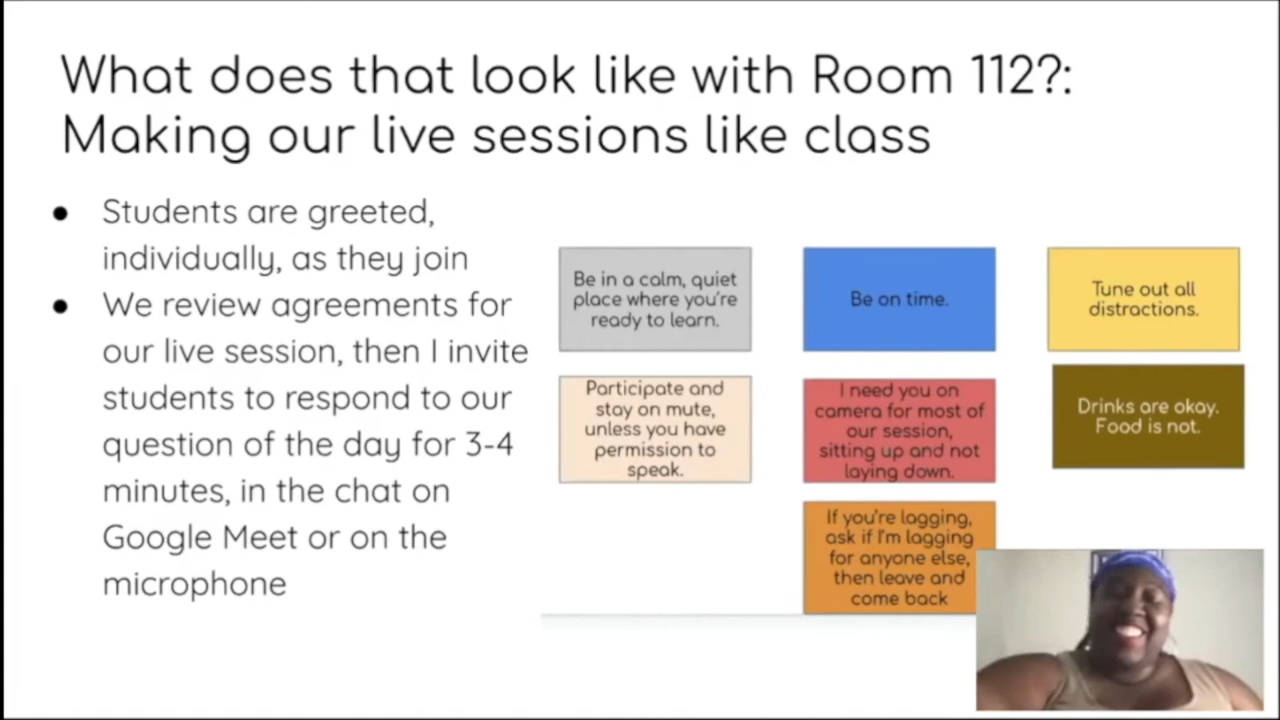 What does that look like with Room 112?:
Making our live sessions like class
● Students are greeted,
individually, as they join
● We review agreements for
our live session, then I invite
students to respond to our
question of the day for 3-4
minutes, in the chat on
Google Meet or on the
microphone
Be in a calm, quiet
place where you're
ready to learn.
Be on time.
Tune out all
distractions.
Participate and
stay on mute,
unless you have
permission to
speak.
I need you on
camera for most of
our session,
sitting up and not
laying down.
Drinks are okay.
Food is not.
If you're lagging,
ask if I'm lagging
for anyone else,
then leave and
come back